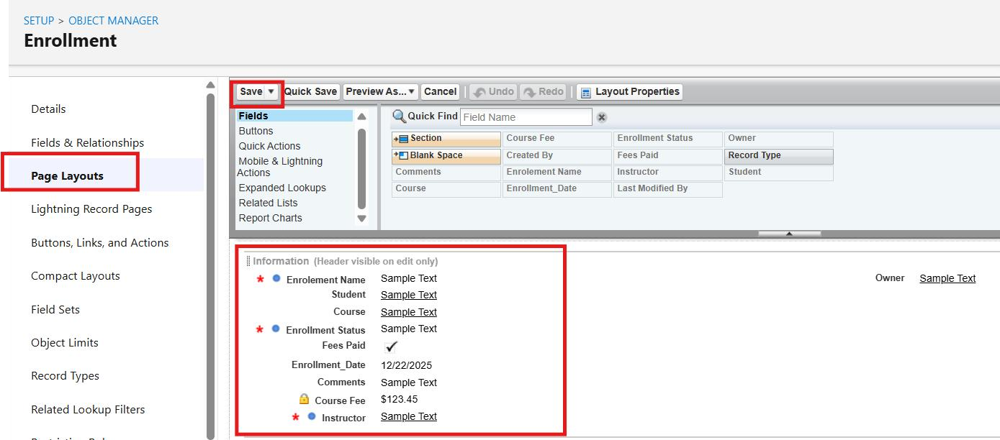 SETUP > OBJECT MANAGER
Enrollment
Details
Fields & Relationships
Page Layouts
Lightning Record Pages
Buttons, Links, and Actions
Compact Layouts
Field Sets
Object Limits
Record Types
Related Lookup Filters
Save Quick Save Preview As... Cancel Undo Redo Layout Properties
Fields
Buttons
Quick Actions
Mobile & Lightning
Actions
Expanded Lookups
Related Lists
Report Charts
Quick Find Field Name
Section Course Fee Enrollment Status Owner
Blank Space Created By Fees Paid Record Type
Comments Enrolement Name Instructor Student
Course Enrollment_Date Last Modified By
Information (Header visible on edit only)
* Enrolement Name Sample Text Owner Sample Text
Student Sample Text
Course Sample Text
* Enrollment Status Sample Text
Fees Paid ✓
Enrollment_Date 12/22/2025
Comments Sample Text
Course Fee $123.45
* Instructor Sample Text